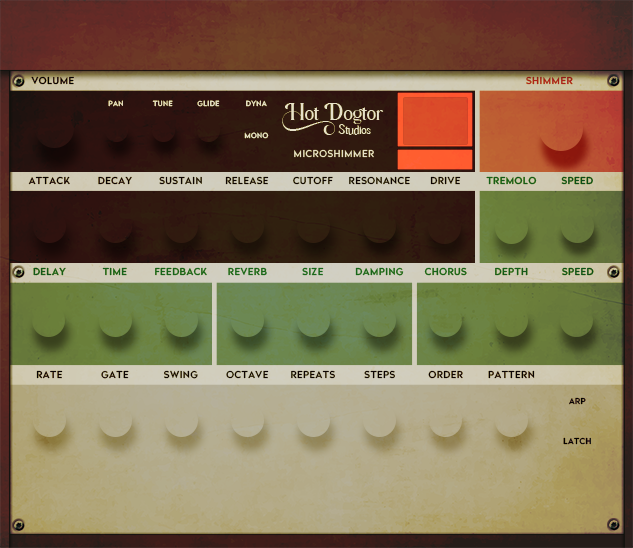 VOLUME SHIMMER
PAN TUNE GLIDE DYNA
Hot Dogtor
Studios
MONO
MICROSHIMMER
ATTACK DECAY SUSTAIN RELEASE CUTOFF RESONANCE DRIVE TREMOLO SPEED
DELAY TIME FEEDBACK REVERB SIZE DAMPING CHORUS DEPTH SPEED
RATE GATE SWING OCTAVE REPEATS STEPS ORDER PATTERN
ARP
LATCH